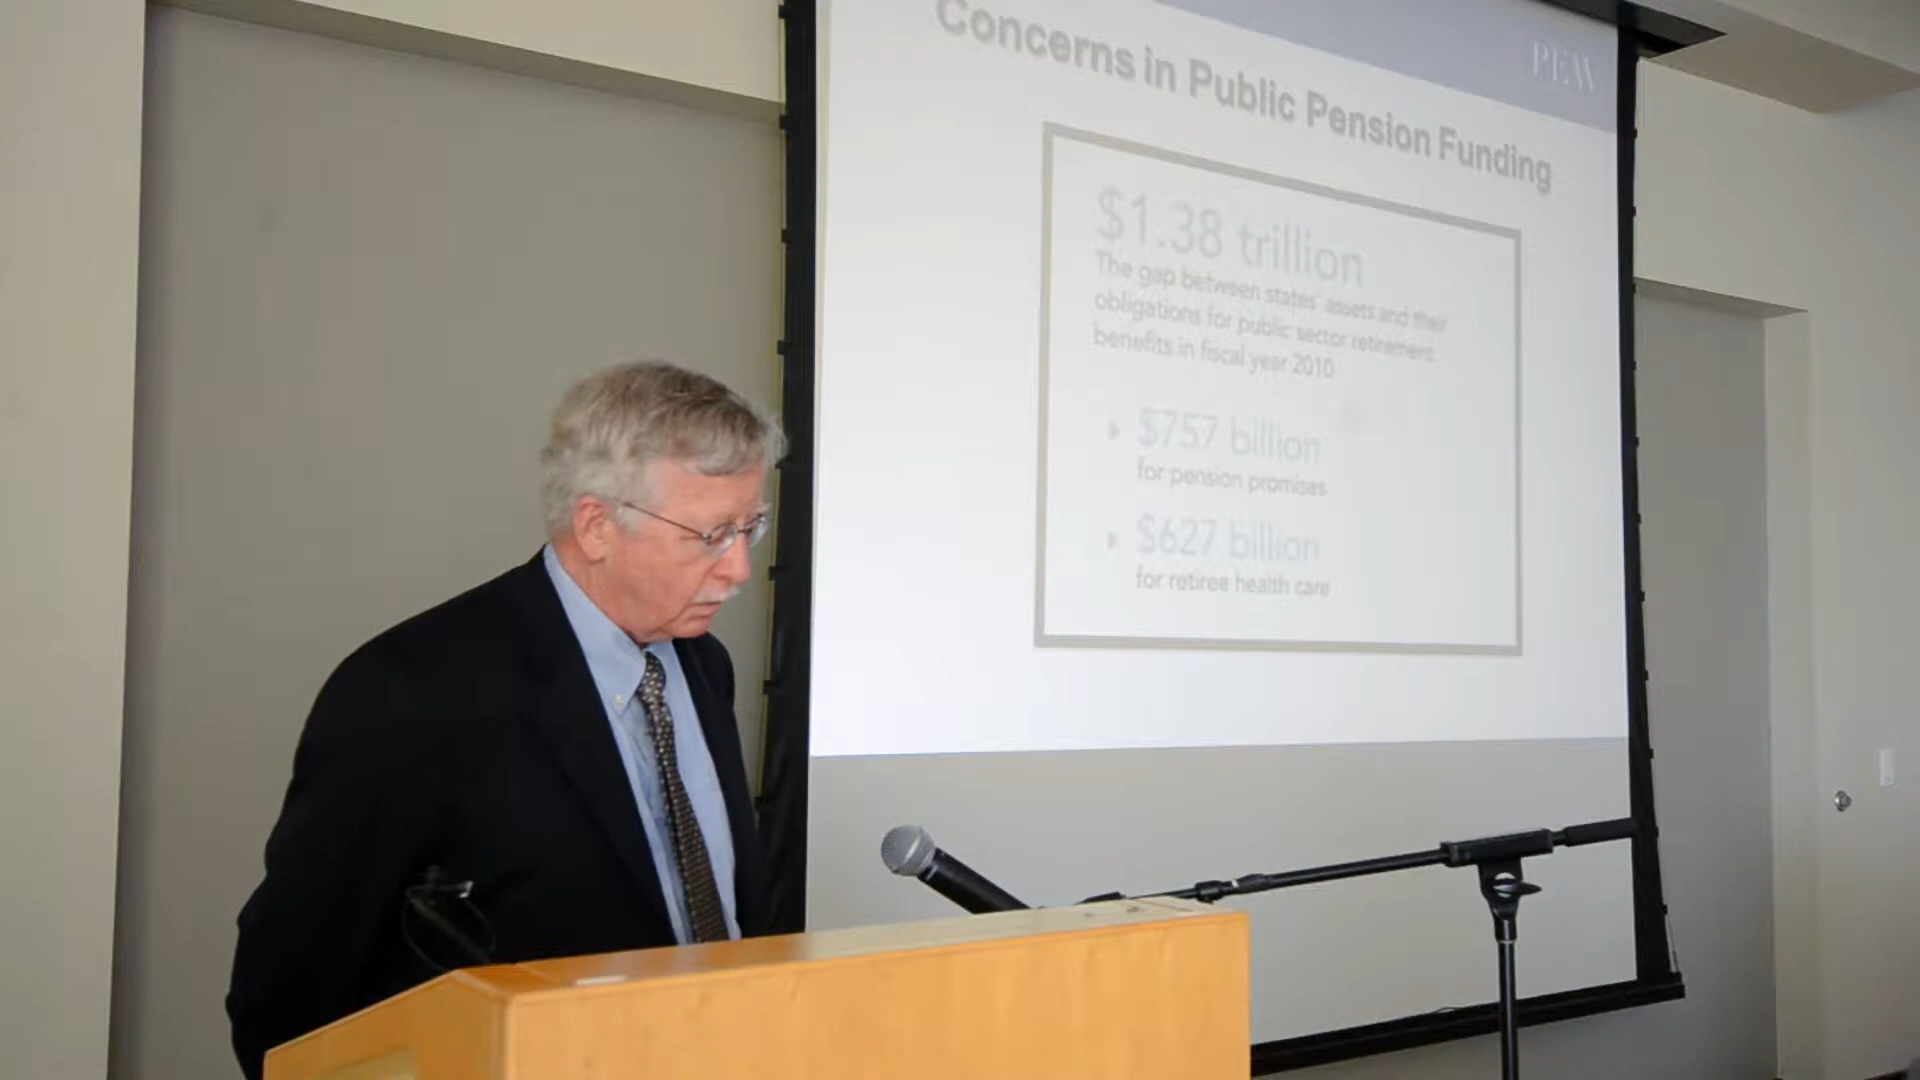 PEW
Concerns in Public Pension Funding
$1.38 trillion
The gap between states' assets and their
obligations for public sector retirement
benefits in fiscal year 2010
$757 billion
for pension promises
$627 billion
for retiree health care